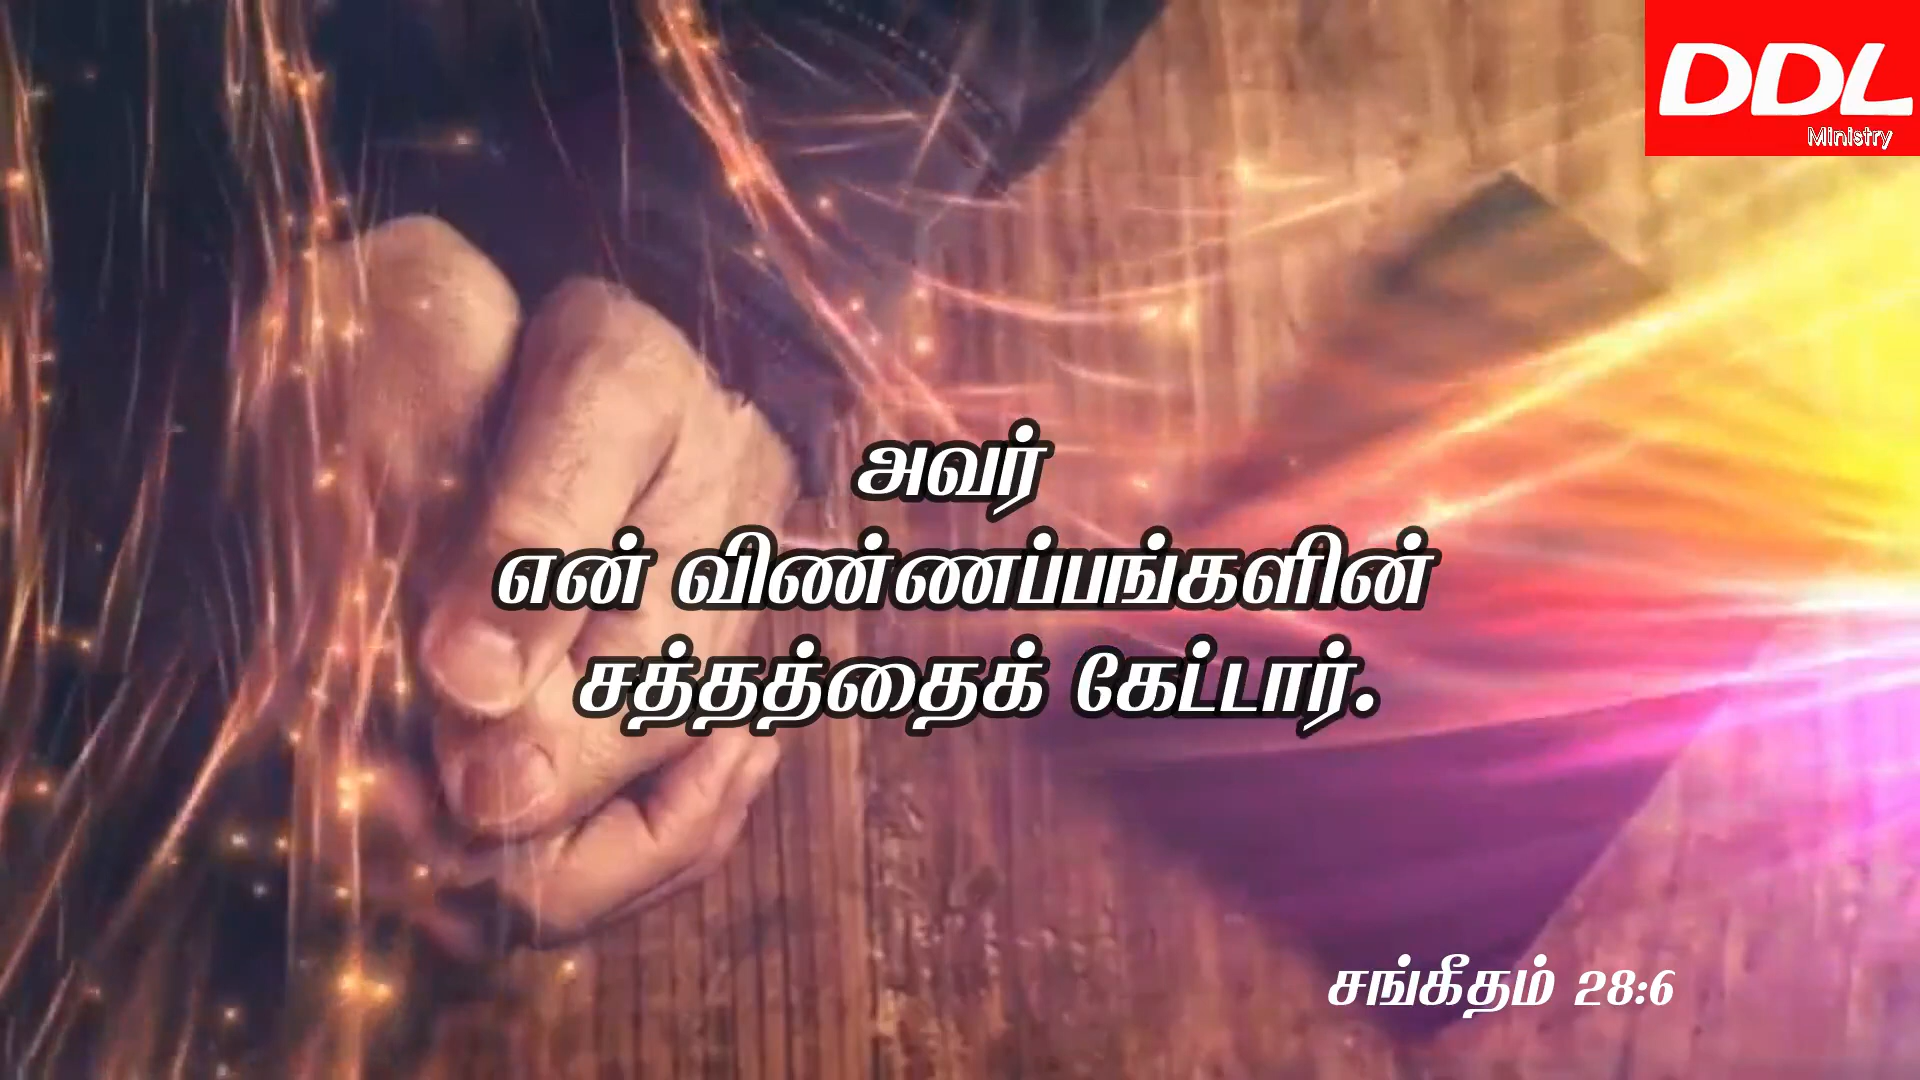 DDL
Ministry
அவர்
என் விண்ணப்பங்களின்
சத்தத்தைக் கேட்டார்.
சங்கீதம் 28:6